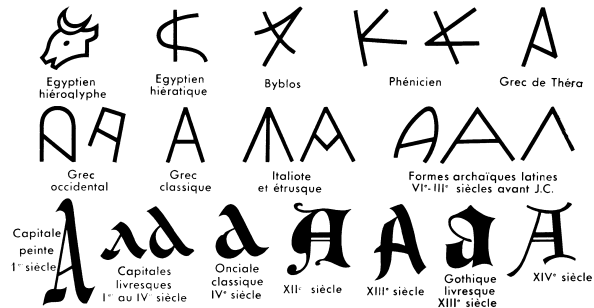 Egyptien
hiéroglyphe
Egyptien
hiératique
Byblos
Phénicien
Grec de Théra
Grec
occidental
Grec
classique
Italiote
et étrusque
Formes archaïques latines
VIᵉ-IIIᵉ siècles avant J.C.
Capitale
peinte
1ᵉʳ siècle
Capitales
livresques
Iᵉʳ au IVᵉ siècles
Onciale
classique
IVᵉ siècle
XIIᵉ siècle
XIIIᵉ siècle
Gothique
livresque
XIIIᵉ siècle
XIVᵉ siècle